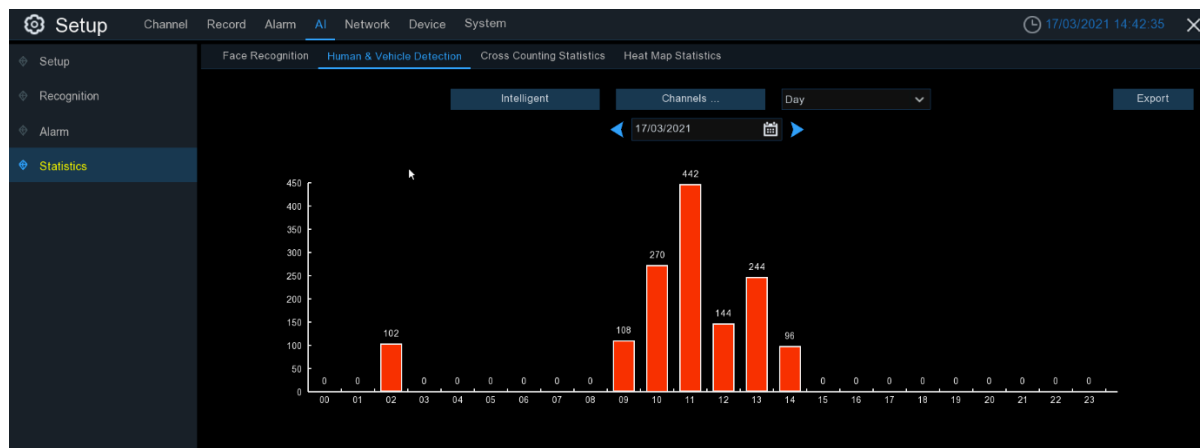 Setup Channel Record Alarm AI Network Device System 17/03/2021 14:42:35
Face Recognition Human & Vehicle Detection Cross Counting Statistics Heat Map Statistics
Setup
Recognition
Alarm
Statistics
Intelligent Channels ... Day Export
17/03/2021
442
450
400
350
300
270
250
244
200
150
144
108
102
100
96
50
0
0 0 0 0 0 0 0 0 0 0 0 0 0 0 0 0 0
00 01 02 03 04 05 06 07 08 09 10 11 12 13 14 15 16 17 18 19 20 21 22 23